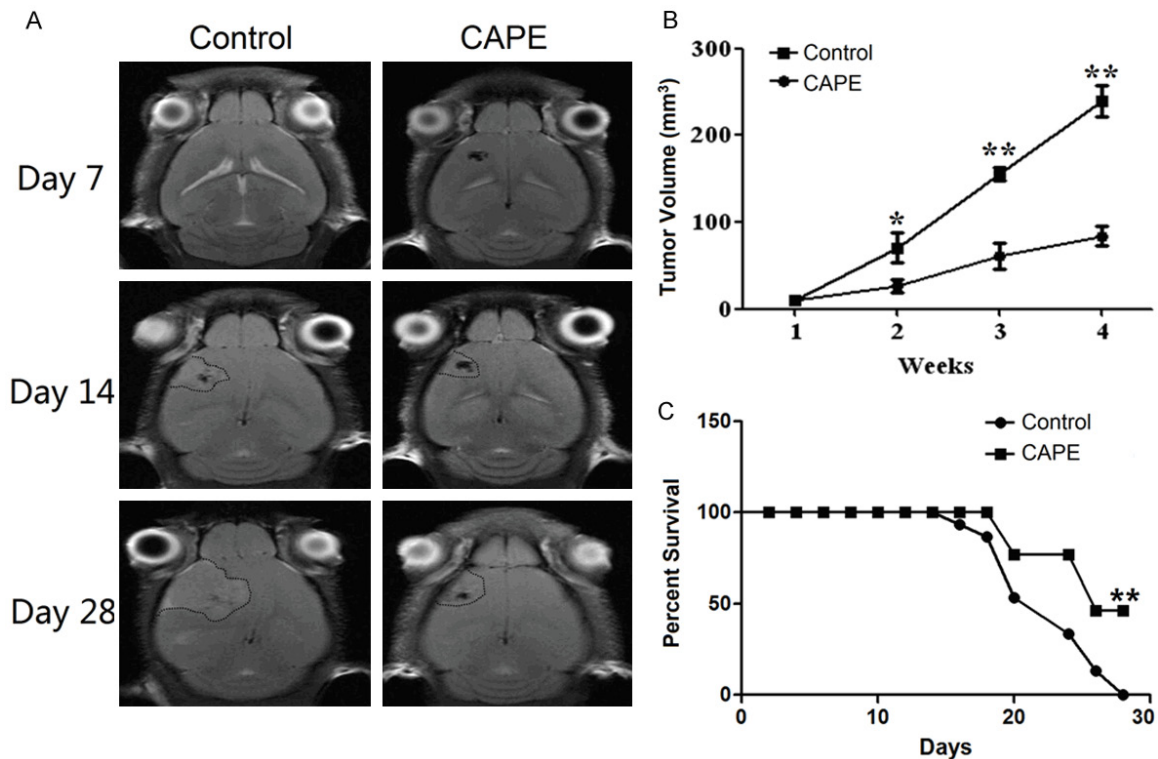 A
Control
CAPE
Day 7
Day 14
Day 28
B
Control
CAPE
300
200
100
0
Tumor Volume (mm³)
*
**
**
1 2 3 4
Weeks
C
Control
CAPE
150
100
50
0
Percent Survival
**
0 10 20 30
Days